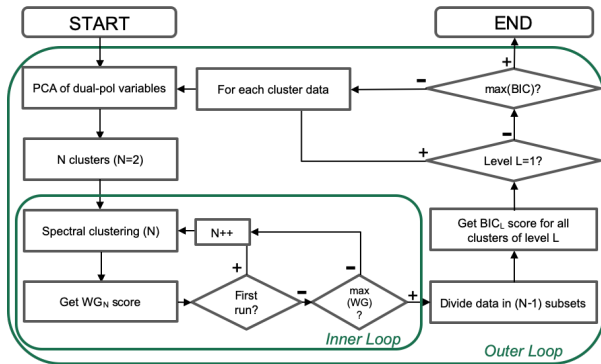 START
END
PCA of dual-pol variables
For each cluster data
max(BIC)?
+
-
N clusters (N=2)
Level L=1?
+
-
Spectral clustering (N)
N++
Get BICL score for all
clusters of level L
Get WGN score
First
run?
+
-
max
(WG)
?
-
+
Divide data in (N-1) subsets
Inner Loop
Outer Loop